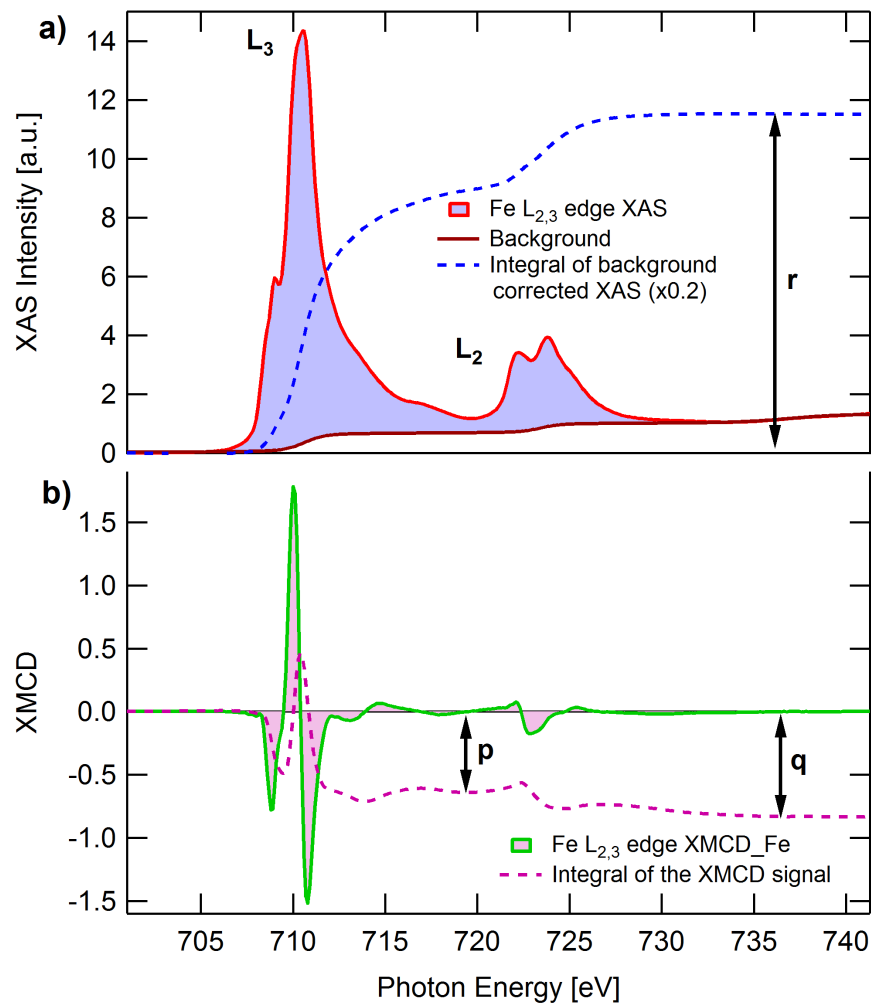 a)
L3
14
12
10
8
6
4
2
0
XAS Intensity [a.u.]
Fe L2,3 edge XAS
Background
Integral of background
corrected XAS (x0.2)
r
L2
b)
1.5
1.0
0.5
0.0
-0.5
-1.0
-1.5
XMCD
p
q
Fe L2,3 edge XMCD_Fe
Integral of the XMCD signal
705 710 715 720 725 730 735 740
Photon Energy [eV]